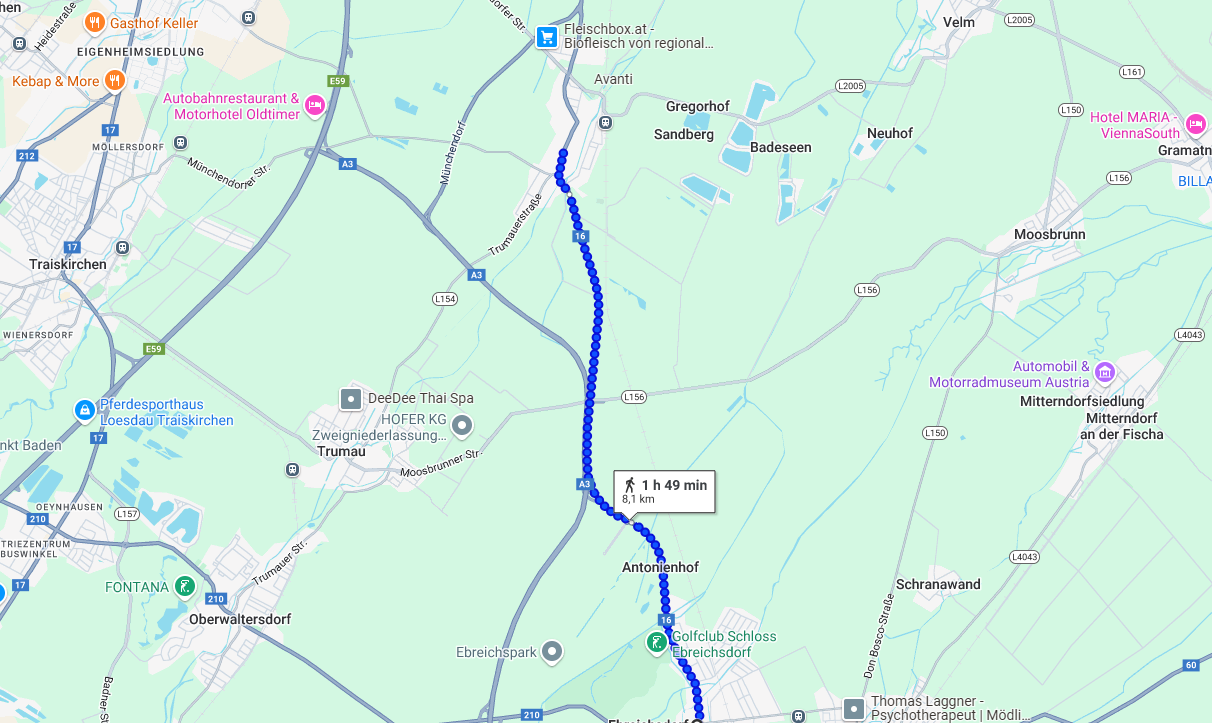 Heidestraße
Gasthof Keller
EIGENHEIMSIEDLUNG
Kebap & More
E59
Autobahnrestaurant &
Motorhotel Oldtimer
17
212
MÖLLERSDORF
Münchendorfer Str.
A3
Münchendorf
dorfer Str.
Fleischbox.at -
Biofleisch von regional...
Avanti
Velm
L2005
L161
L2005
Gregorhof
Sandberg
Badeseen
Neuhof
L150
Hotel MARIA -
ViennaSouth
Gramatn
L156
BILLA
Trumauerstraße
16
17
Traiskirchen
A3
L154
Moosbrunn
L156
WIENERSDORF
E59
L4043
Automobil &
Motorradmuseum Austria
Mitterndorfsiedlung
Mitterndorf
an der Fischa
L156
L150
DeeDee Thai Spa
Pferdesporthaus
Loesdau Traiskirchen
HOFER KG
Zweigniederlassung...
Trumau
17
nkt Baden
Moosbrunner Str.
A3
1 h 49 min
8,1 km
OEYNHAUSEN
210
L157
TRIEZENTRUM
BUSWINKEL
Trumauer Str.
L4043
Antonienhof
17
FONTANA
210
Oberwaltersdorf
Schranawand
Don Bosco-Straße
16
Golfclub Schloss
Ebreichsdorf
Ebreichspark
60
Badner St
210
Ebreichsdorf
Thomas Laggner -
Psychotherapeut | Mödli...